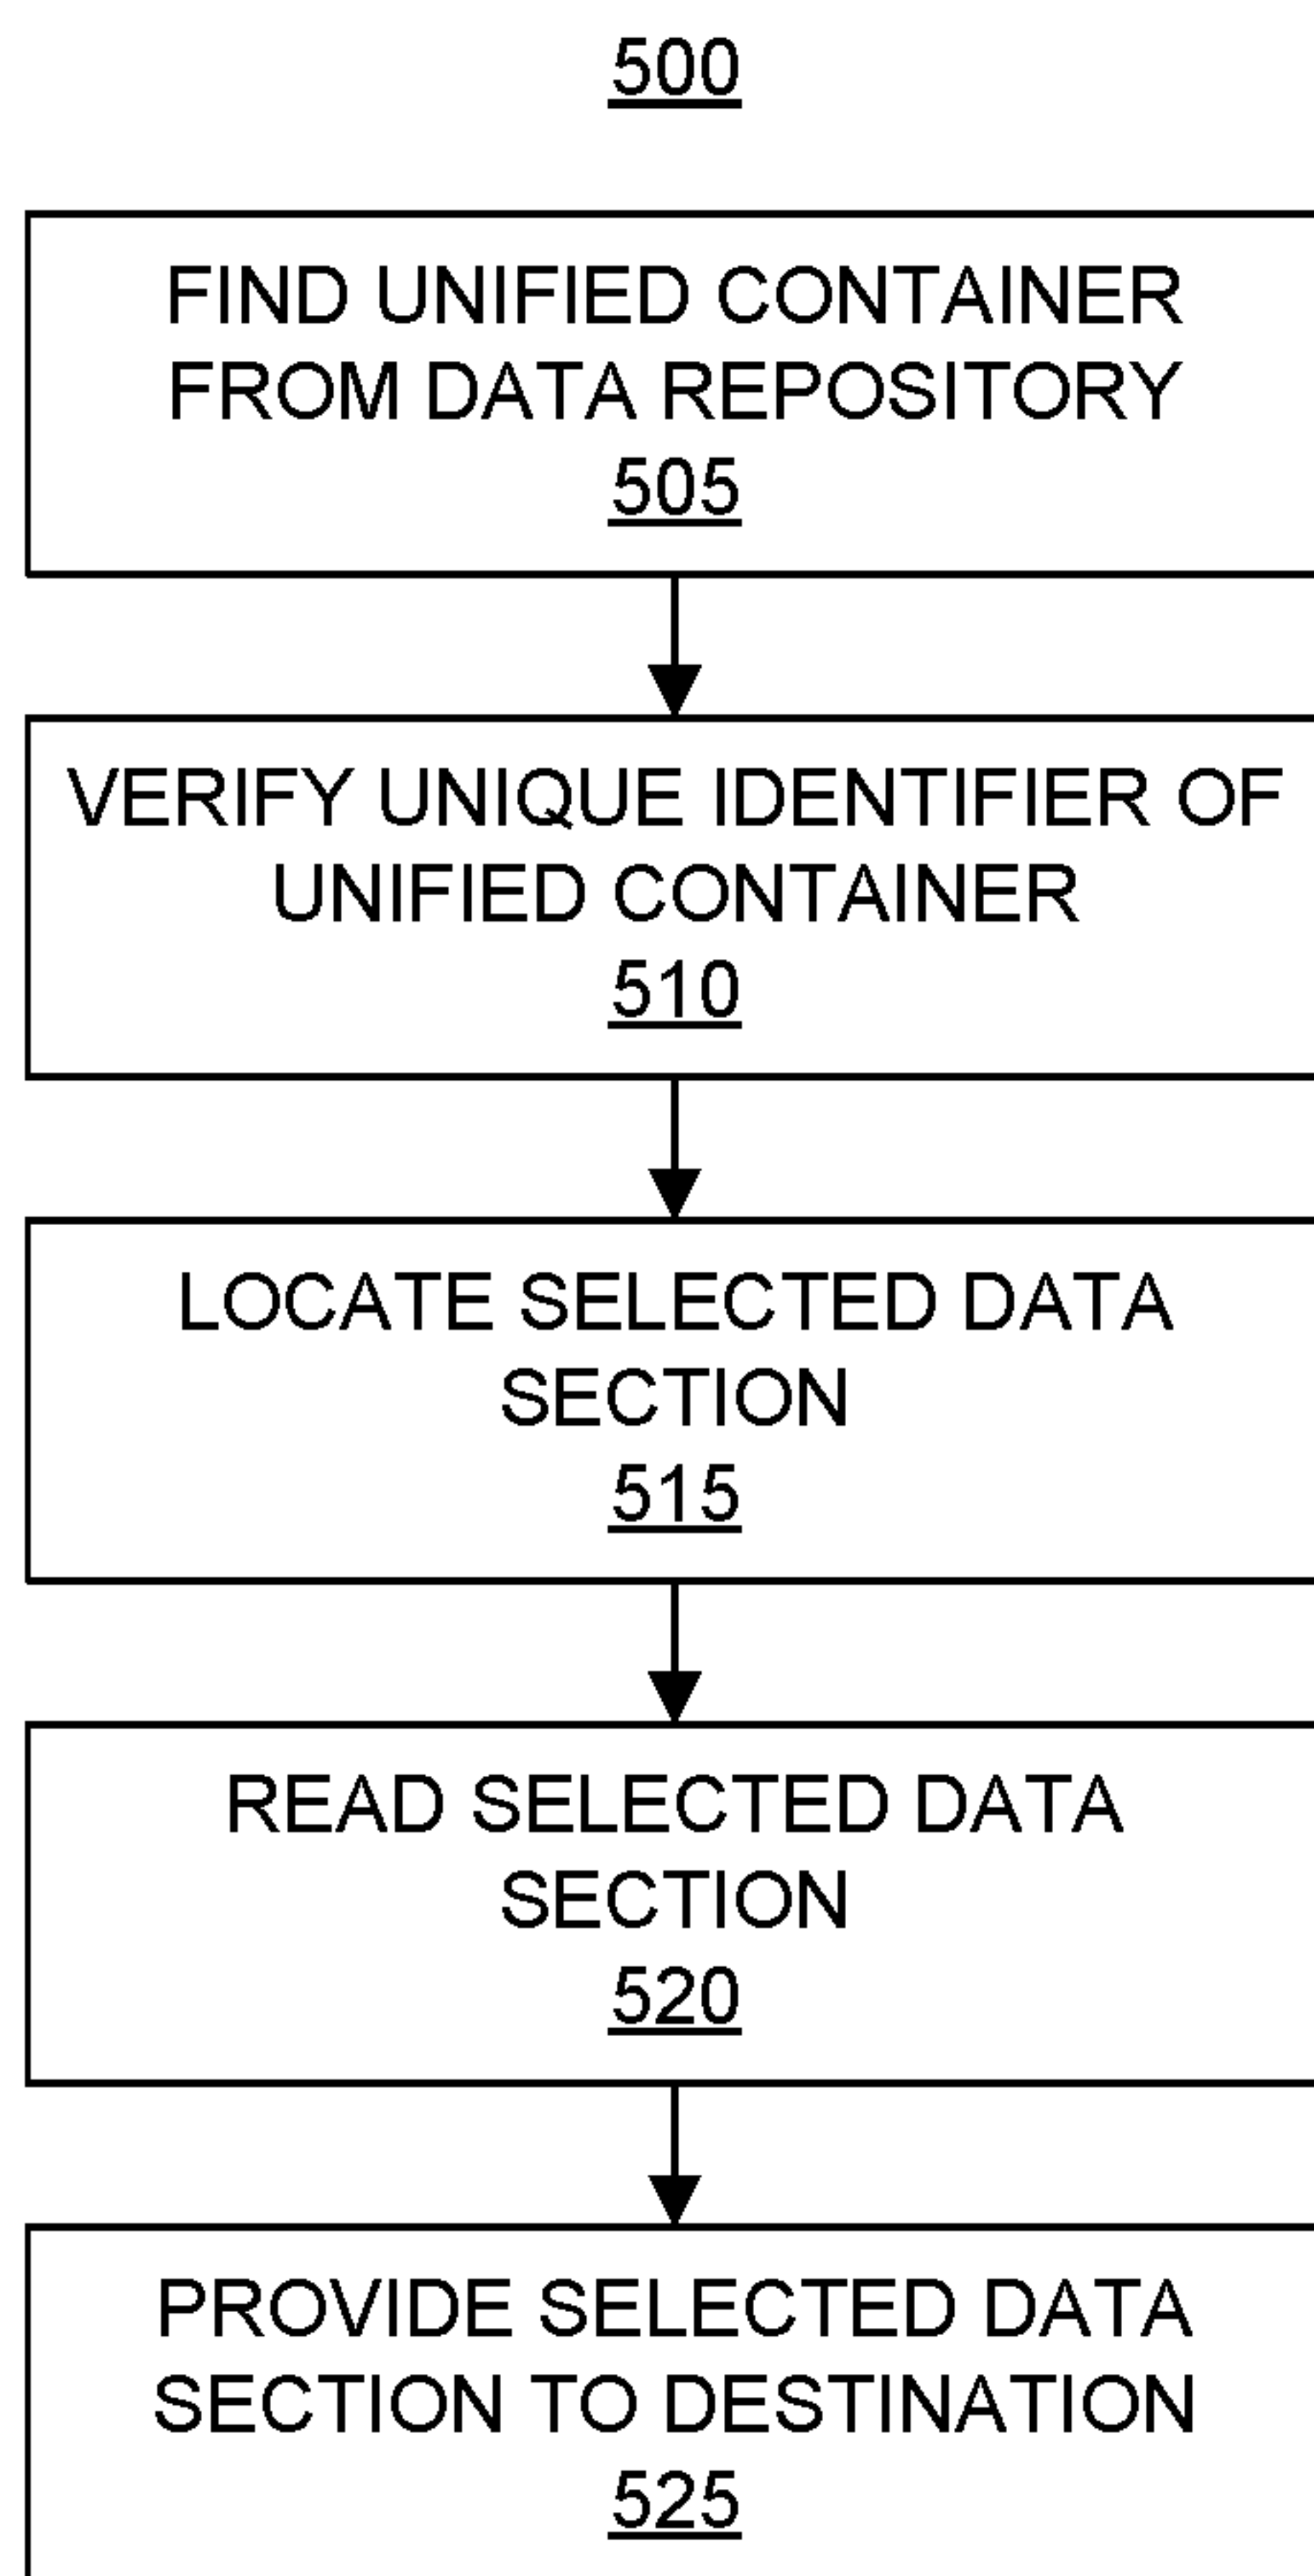 500
FIND UNIFIED CONTAINER
FROM DATA REPOSITORY
505
VERIFY UNIQUE IDENTIFIER OF
UNIFIED CONTAINER
510
LOCATE SELECTED DATA
SECTION
515
READ SELECTED DATA
SECTION
520
PROVIDE SELECTED DATA
SECTION TO DESTINATION
525